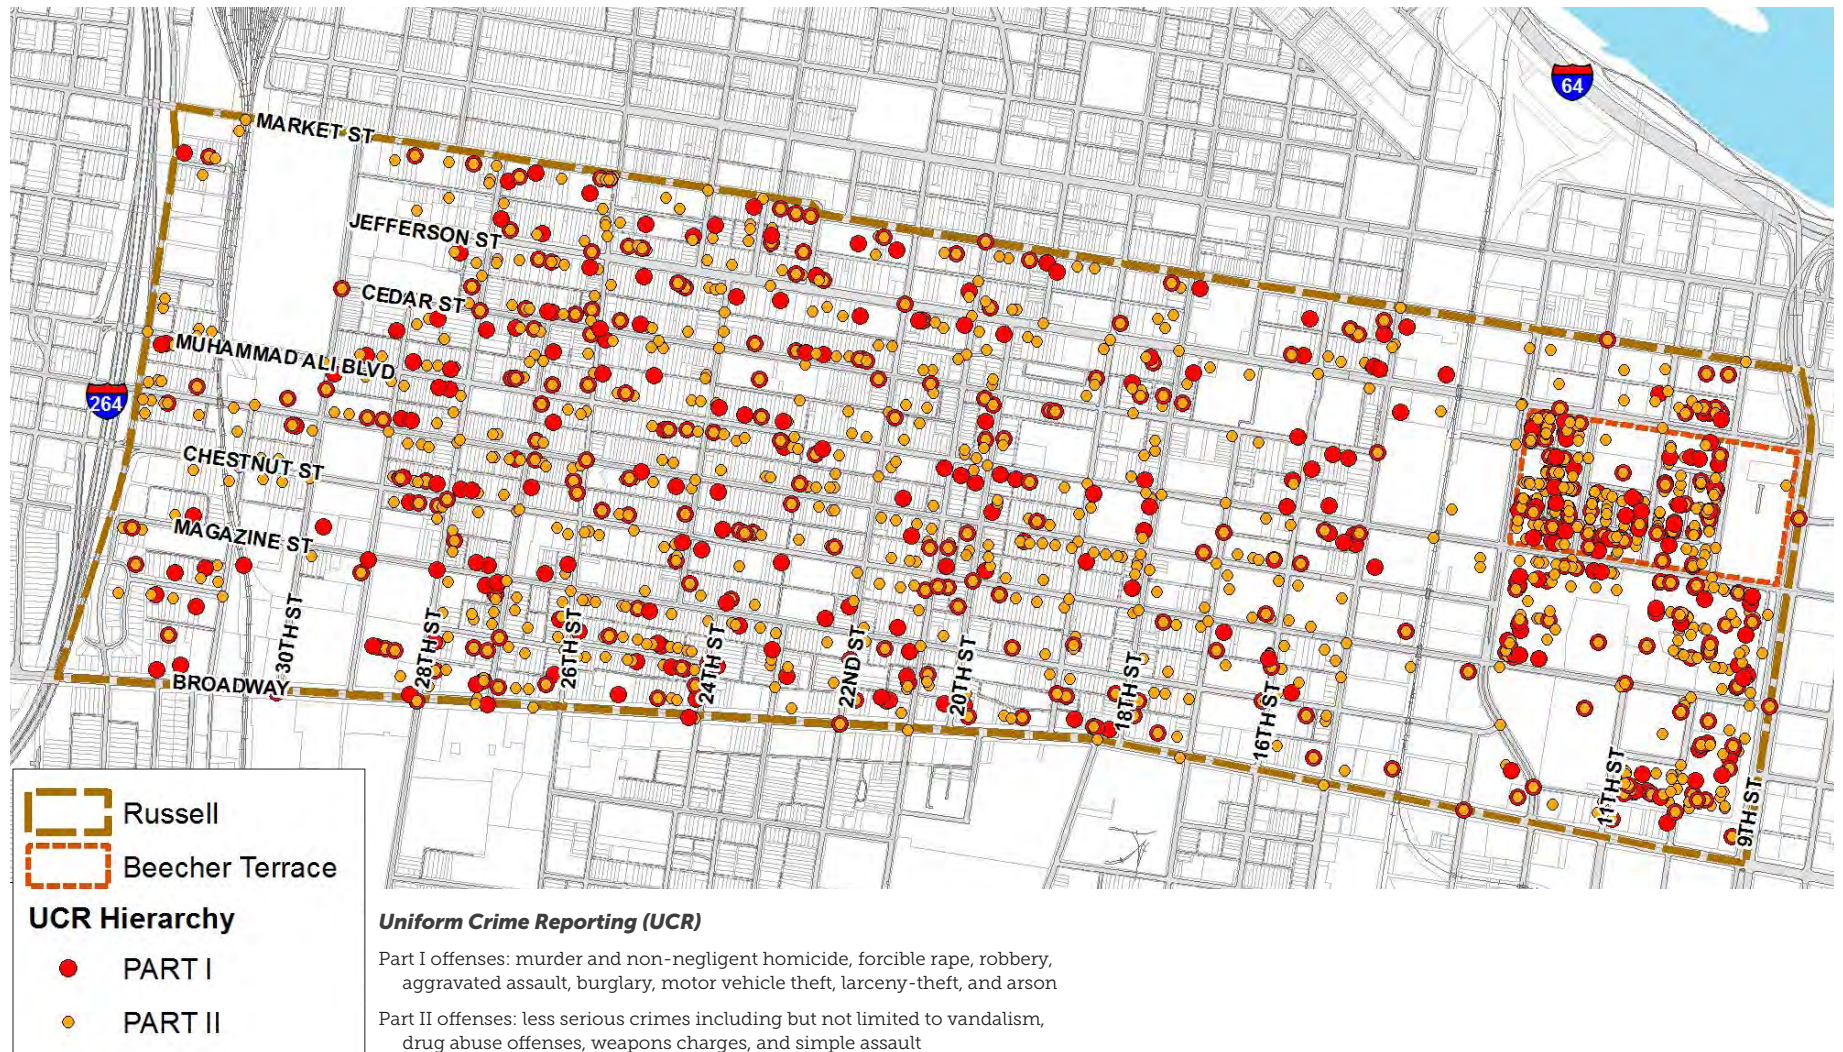 64
MARKET ST
JEFFERSON ST
CEDAR ST
MUHAMMAD ALI BLVD
264
CHESTNUT ST
MAGAZINE ST
30TH ST
28TH ST
26TH ST
24TH ST
22ND ST
20TH ST
18TH ST
16TH ST
11TH ST
9TH ST
BROADWAY
Russell
Beecher Terrace
UCR Hierarchy
PART I
PART II
Uniform Crime Reporting (UCR)
Part I offenses: murder and non-negligent homicide, forcible rape, robbery,
aggravated assault, burglary, motor vehicle theft, larceny-theft, and arson
Part II offenses: less serious crimes including but not limited to vandalism,
drug abuse offenses, weapons charges, and simple assault